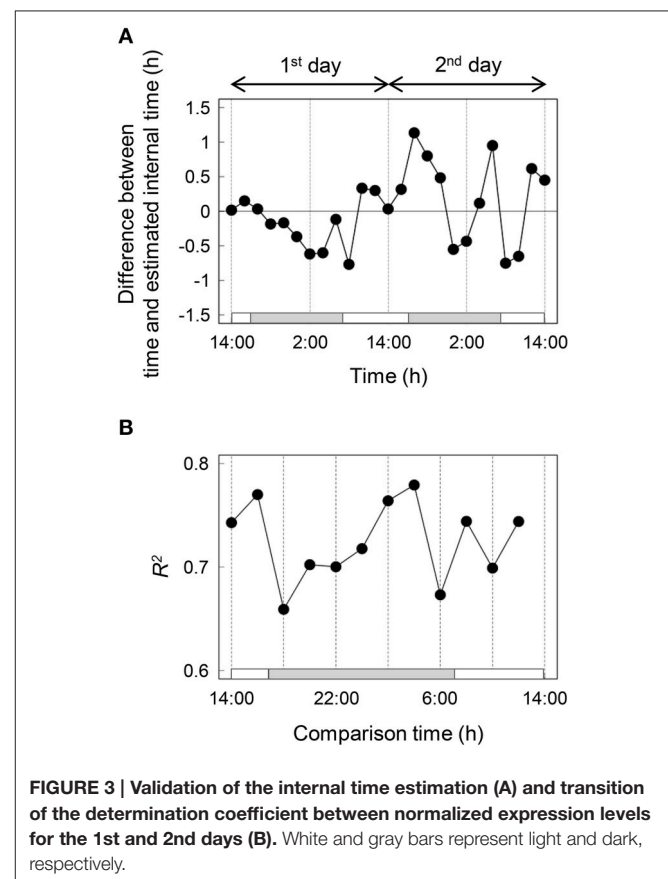 A
1st day
2nd day
Difference between
time and estimated internal time (h)
1.5
1
0.5
0
-0.5
-1
-1.5
14:00 2:00 14:00 2:00 14:00
Time (h)
B
R²
0.8
0.7
0.6
14:00 22:00 6:00 14:00
Comparison time (h)
FIGURE 3 | Validation of the internal time estimation (A) and transition
of the determination coefficient between normalized expression levels
for the 1st and 2nd days (B). White and gray bars represent light and dark,
respectively.